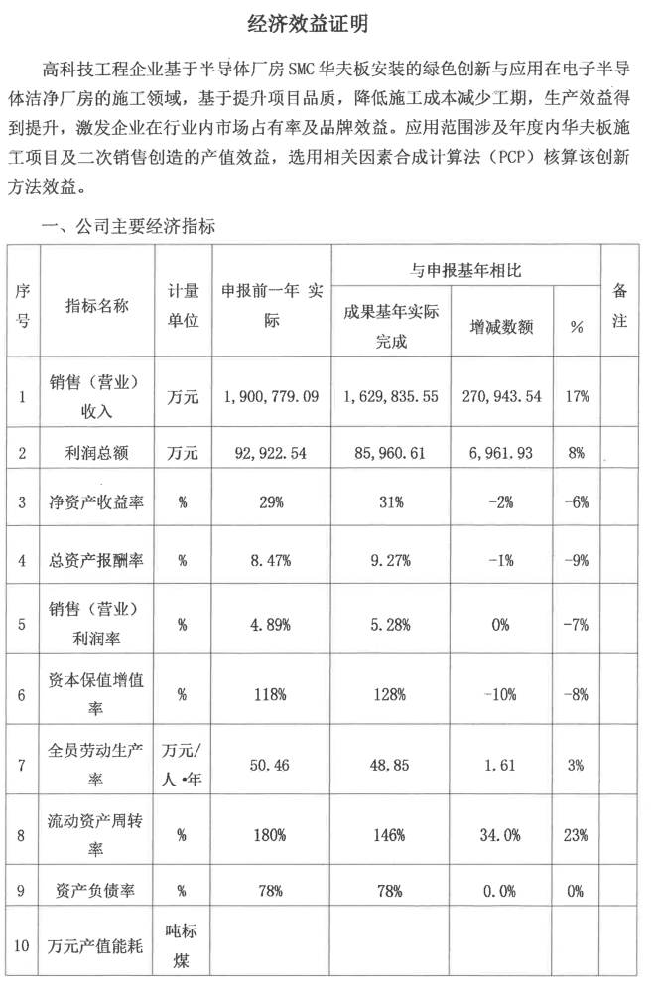 经济效益证明
高科技工程企业基于半导体厂房SMC华夫板安装的绿色创新与应用在电子半导
体洁净厂房的施工领域，基于提升项目品质，降低施工成本减少工期，生产效益得
到提升，激发企业在行业内市场占有率及品牌效益。应用范围涉及年度内华夫板施
工项目及二次销售创造的产值效益，选用相关因素合成计算法（PCP）核算该创新
方法效益。
一、公司主要经济指标
序号 指标名称 计量单位 申报前一年 实际 与申报基年相比 备注
成果基年实际完成 增减数额 %
1 销售（营业）收入 万元 1,900,779.09 1,629,835.55 270,943.54 17%
2 利润总额 万元 92,922.54 85,960.61 6,961.93 8%
3 净资产收益率 % 29% 31% -2% -6%
4 总资产报酬率 % 8.47% 9.27% -1% -9%
5 销售（营业）利润率 % 4.89% 5.28% 0% -7%
6 资本保值增值率 % 118% 128% -10% -8%
7 全员劳动生产率 万元/人·年 50.46 48.85 1.61 3%
8 流动资产周转率 % 180% 146% 34.0% 23%
9 资产负债率 % 78% 78% 0.0% 0%
10 万元产值能耗 吨标煤